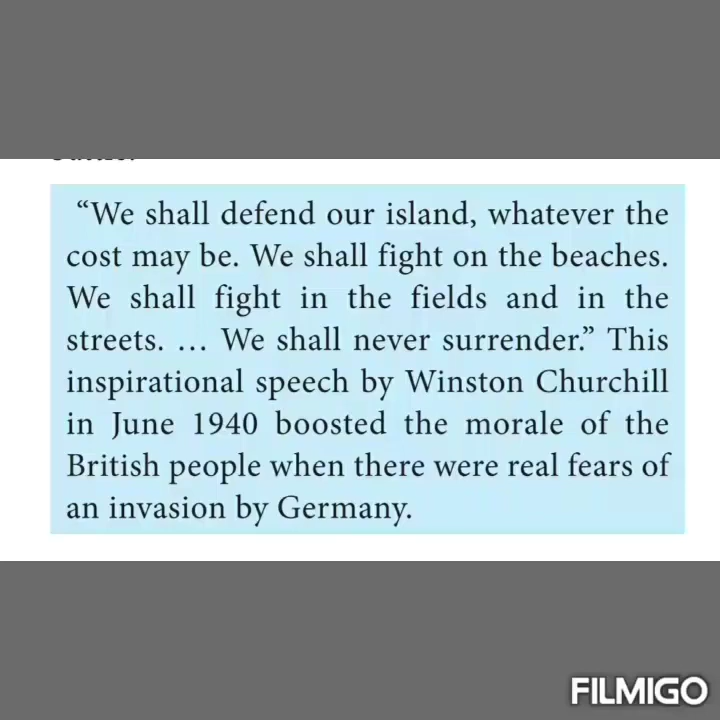 “We shall defend our island, whatever the
cost may be. We shall fight on the beaches.
We shall fight in the fields and in the
streets. … We shall never surrender.” This
inspirational speech by Winston Churchill
in June 1940 boosted the morale of the
British people when there were real fears of
an invasion by Germany.
FILMIGO